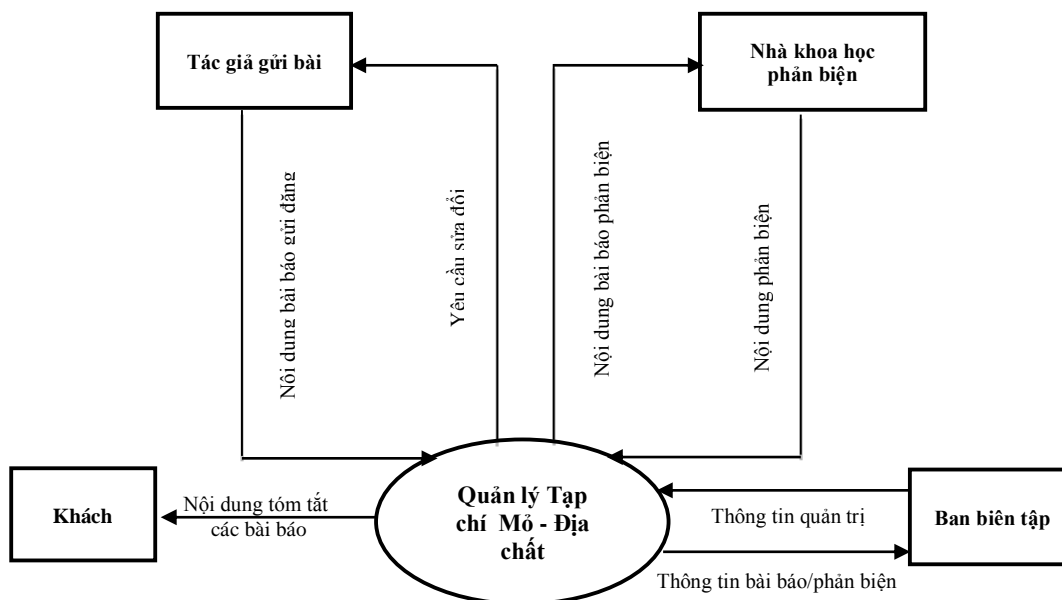 Tác giả gửi bài
Nhà khoa học
phản biện
Nội dung bài báo gửi đăng
Yêu cầu sửa đổi
Nội dung bài báo phản biện
Nội dung phản biện
Khách
Nội dung tóm tắt
các bài báo
Quản lý Tạp
chí Mỏ - Địa
chất
Thông tin quản trị
Ban biên tập
Thông tin bài báo/phản biện